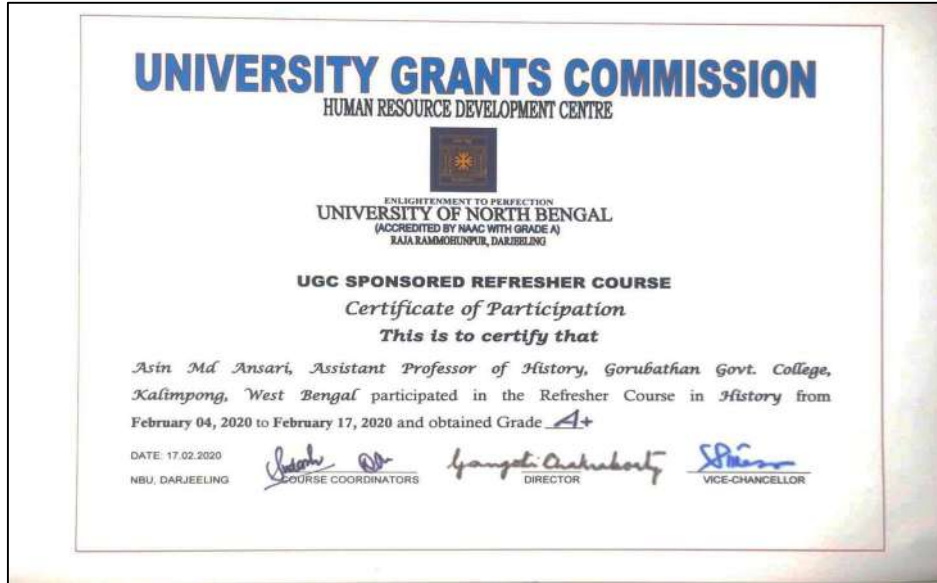 UNIVERSITY GRANTS COMMISSION
HUMAN RESOURCE DEVELOPMENT CENTRE
ENLIGHTENMENT TO PERFECTION
UNIVERSITY OF NORTH BENGAL
(ACCREDITED BY NAAC WITH GRADE A)
RAJA RAMMOHUNPUR, DARJEELING
UGC SPONSORED REFRESHER COURSE
Certificate of Participation
This is to certify that
Asin Md Ansari, Assistant Professor of History, Gorubathan Govt. College,
Kalimpong, West Bengal participated in the Refresher Course in History from
February 04, 2020 to February 17, 2020 and obtained Grade A+
DATE: 17.02.2020
NBU, DARJEELING
COURSE COORDINATORS
Gangoti Chakraborty
DIRECTOR
VICE-CHANCELLOR